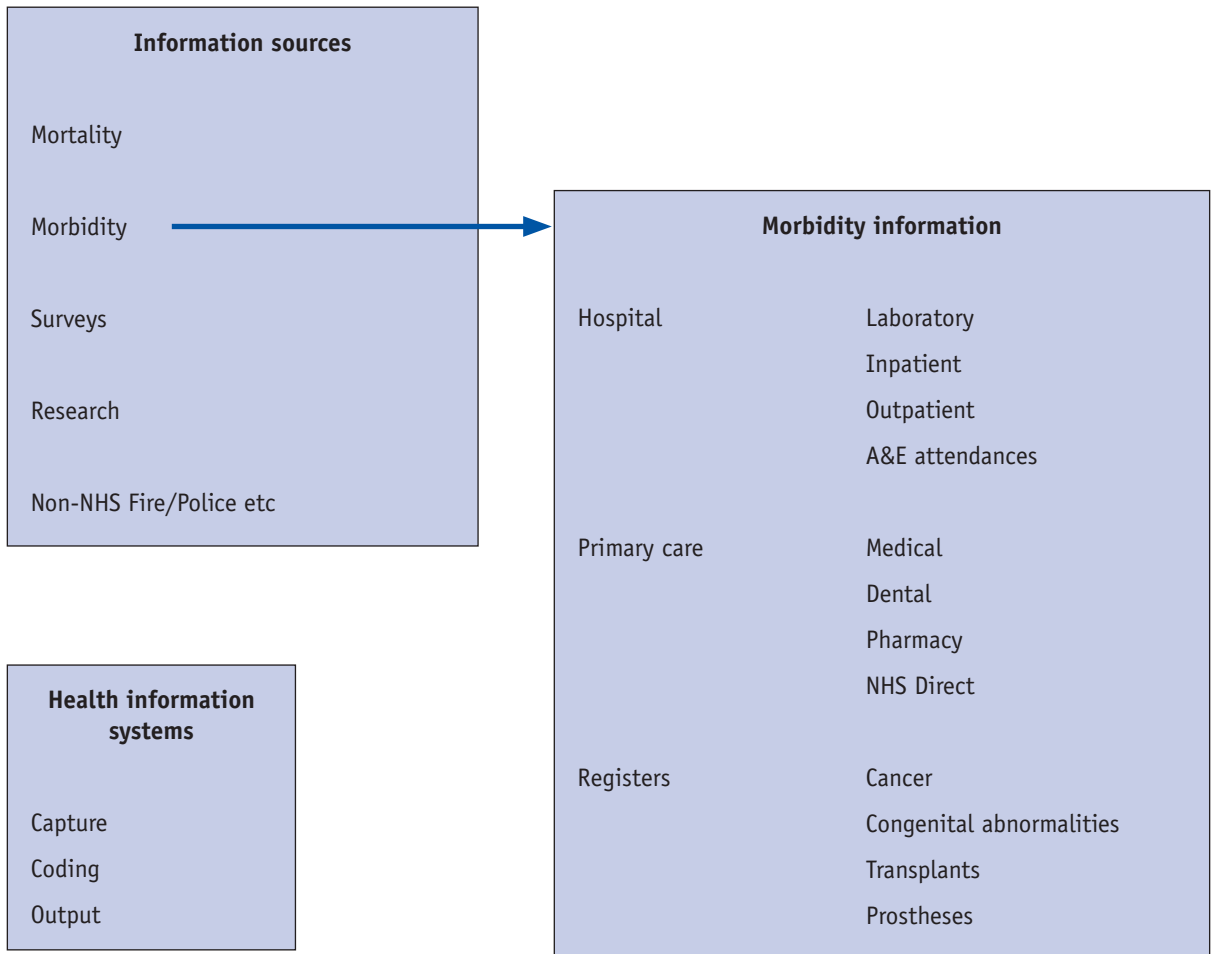 Information sources
Mortality
Morbidity
Surveys
Research
Non-NHS Fire/Police etc
Morbidity information
Hospital Laboratory
Inpatient
Outpatient
A&E attendances
Primary care Medical
Dental
Pharmacy
NHS Direct
Registers Cancer
Congenital abnormalities
Transplants
Prostheses
Health information
systems
Capture
Coding
Output